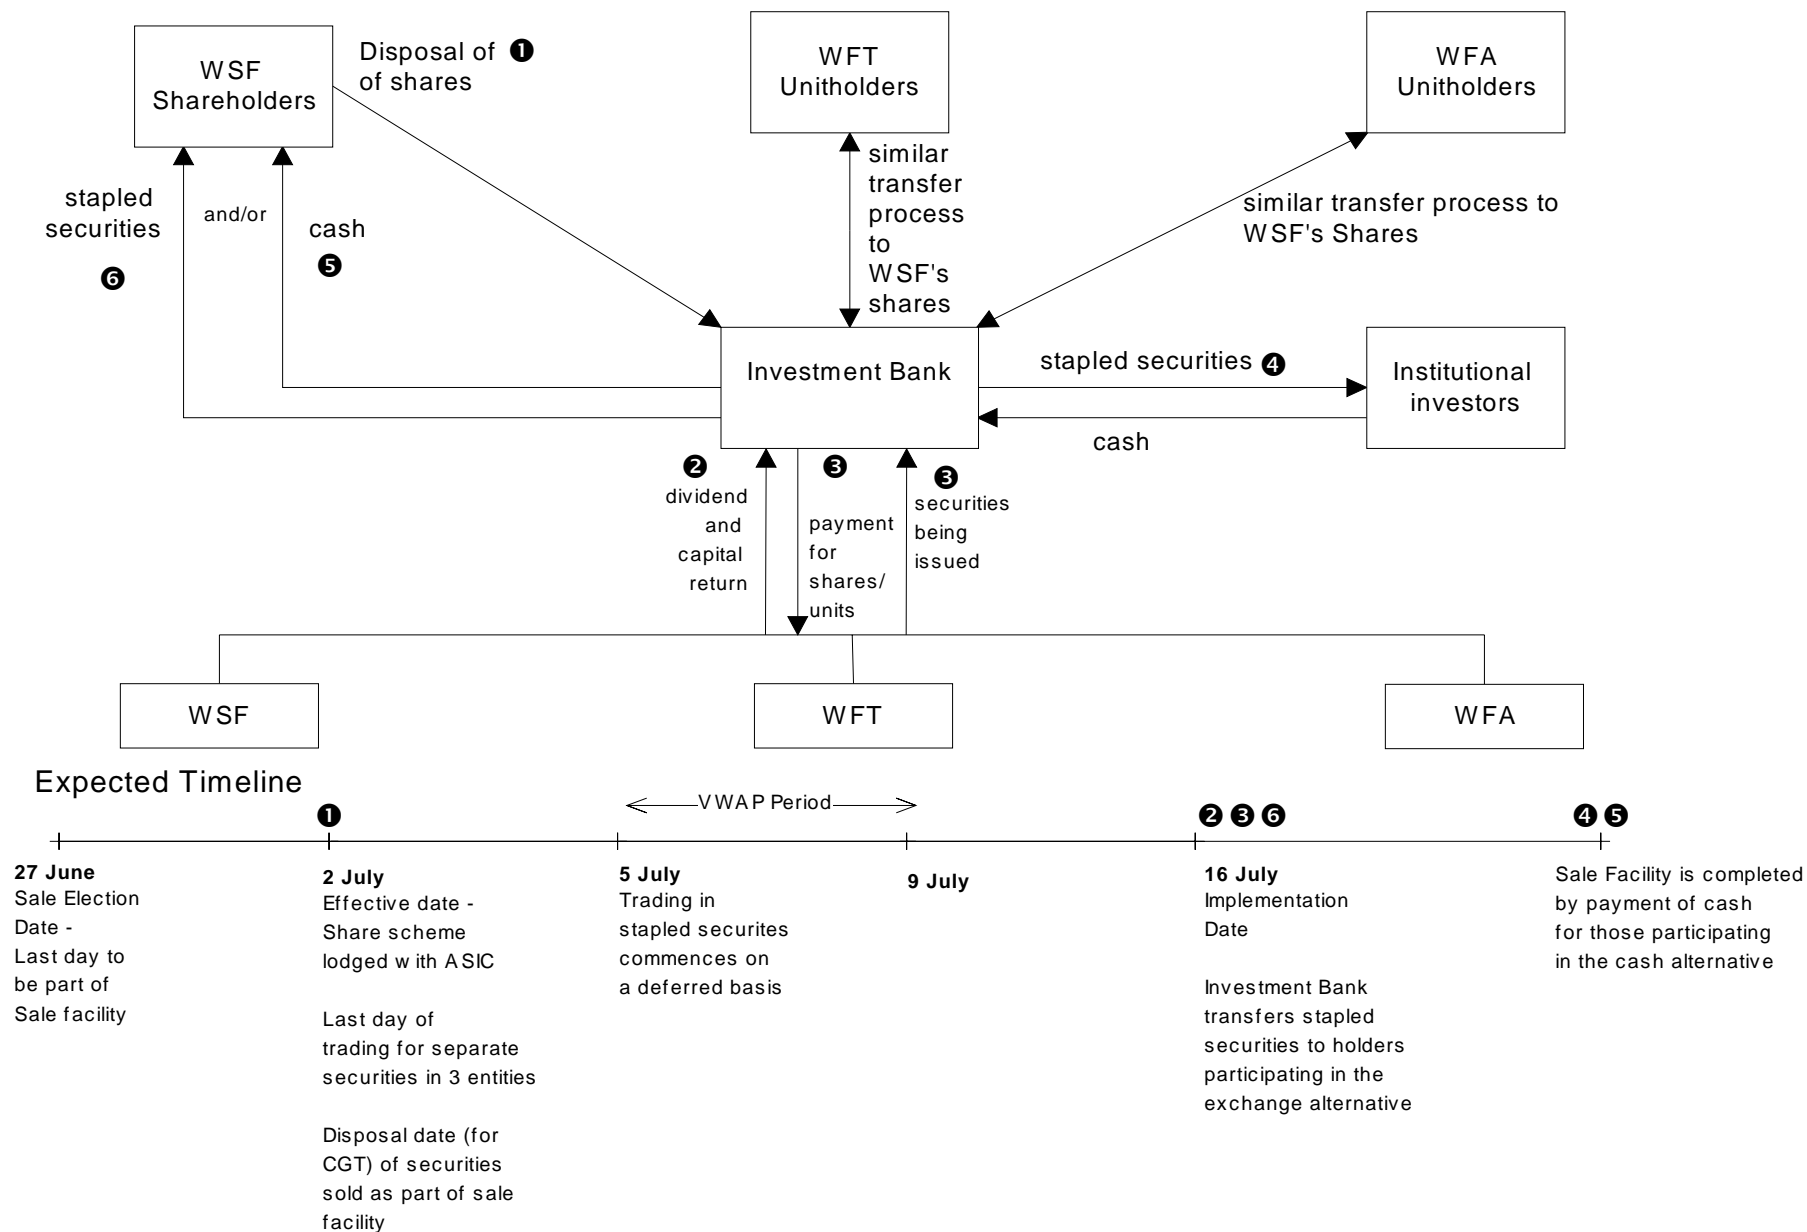 WSF
Shareholders
Disposal of ❶
of shares
WFT
Unitholders
WFA
Unitholders
stapled
securities
❻
and/or
cash
❺
similar
transfer
process
to
WSF's
shares
similar transfer process to
WSF's Shares
Investment Bank
stapled securities ❹
cash
Institutional
investors
❷
dividend
and
capital
return
❸
payment
for
shares/
units
❸
securities
being
issued
WSF
WFT
WFA
Expected Timeline
❶
VWAP Period
❷ ❸ ❻
❹ ❺
27 June
Sale Election
Date -
Last day to
be part of
Sale facility
2 July
Effective date -
Share scheme
lodged with ASIC
Last day of
trading for separate
securities in 3 entities
Disposal date (for
CGT) of securities
sold as part of sale
facility
5 July
Trading in
stapled securites
commences on
a deferred basis
9 July
16 July
Implementation
Date
Investment Bank
transfers stapled
securities to holders
participating in the
exchange alternative
Sale Facility is completed
by payment of cash
for those participating
in the cash alternative